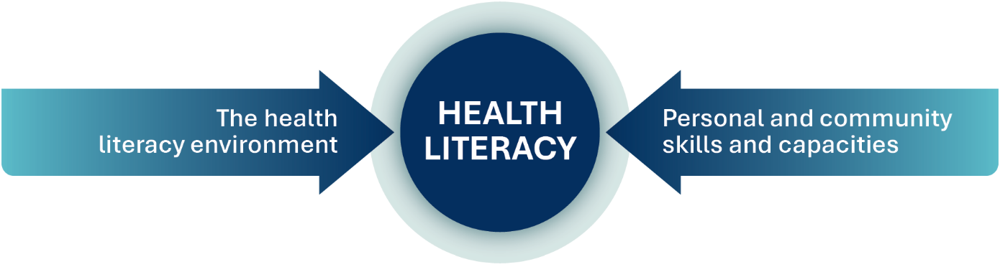 The health
literacy environment
HEALTH
LITERACY
Personal and community
skills and capacities